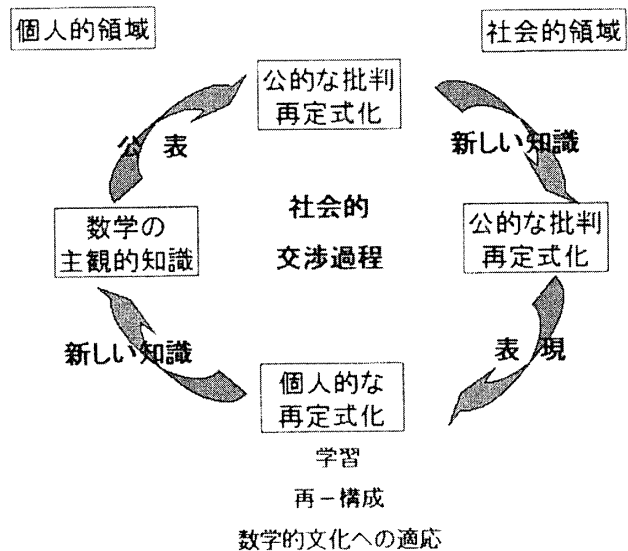 個人的領域
社会的領域
公的な批判
再定式化
公 表
新しい知識
数学の
主観的知識
社会的
交渉過程
公的な批判
再定式化
新しい知識
表 現
個人的な
再定式化
学習
再－構成
数学的文化への適応